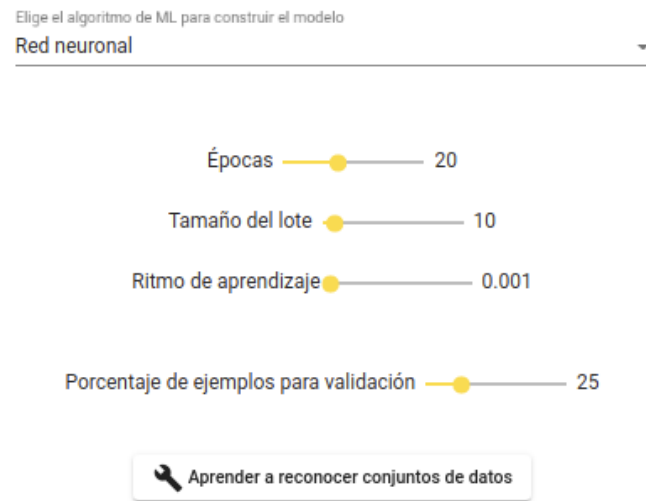 Elige el algoritmo de ML para construir el modelo
Red neuronal
Épocas 20
Tamaño del lote 10
Ritmo de aprendizaje 0.001
Porcentaje de ejemplos para validación 25
Aprender a reconocer conjuntos de datos